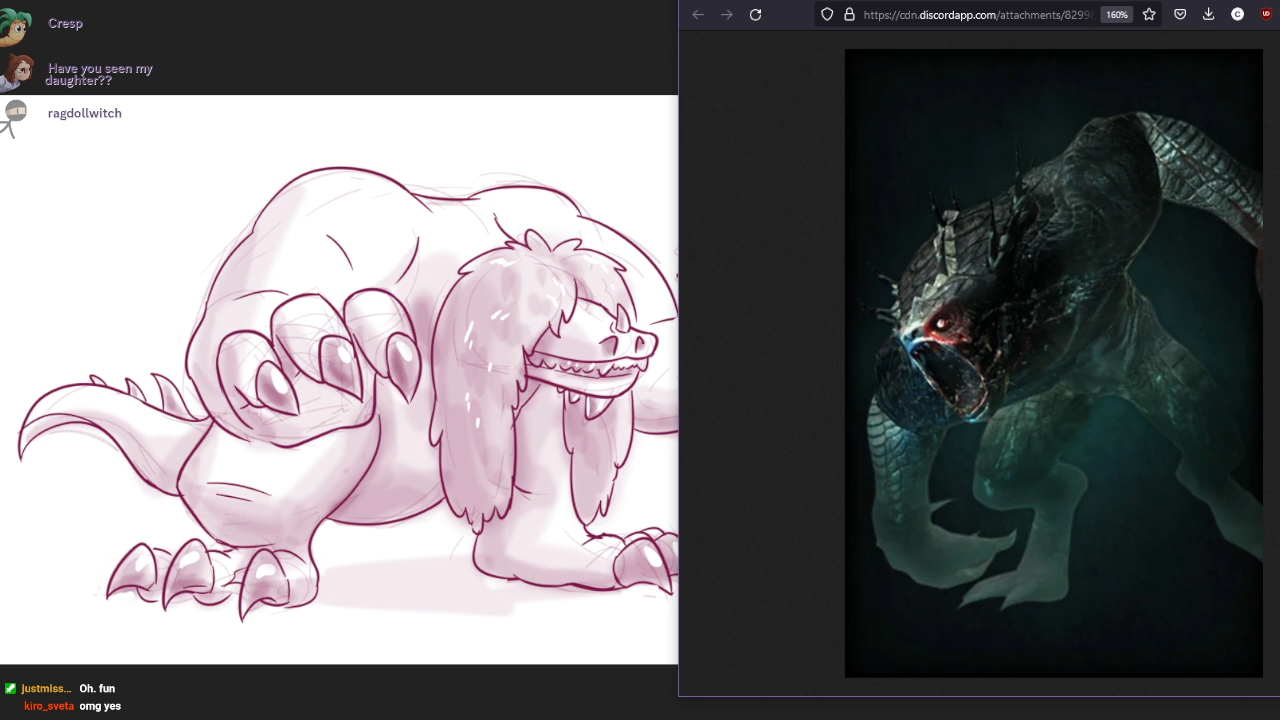 Cresp
https://cdn.discordapp.com/attachments/8299
160%
C
Have you seen my
daughter??
ragdollwitch
justmiss... Oh. fun
kiro_sveta omg yes